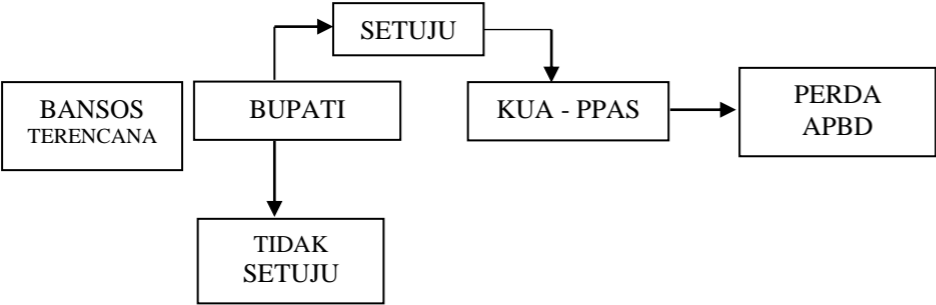 SETUJU
BANSOS
TERENCANA
BUPATI
KUA - PPAS
PERDA
APBD
TIDAK
SETUJU